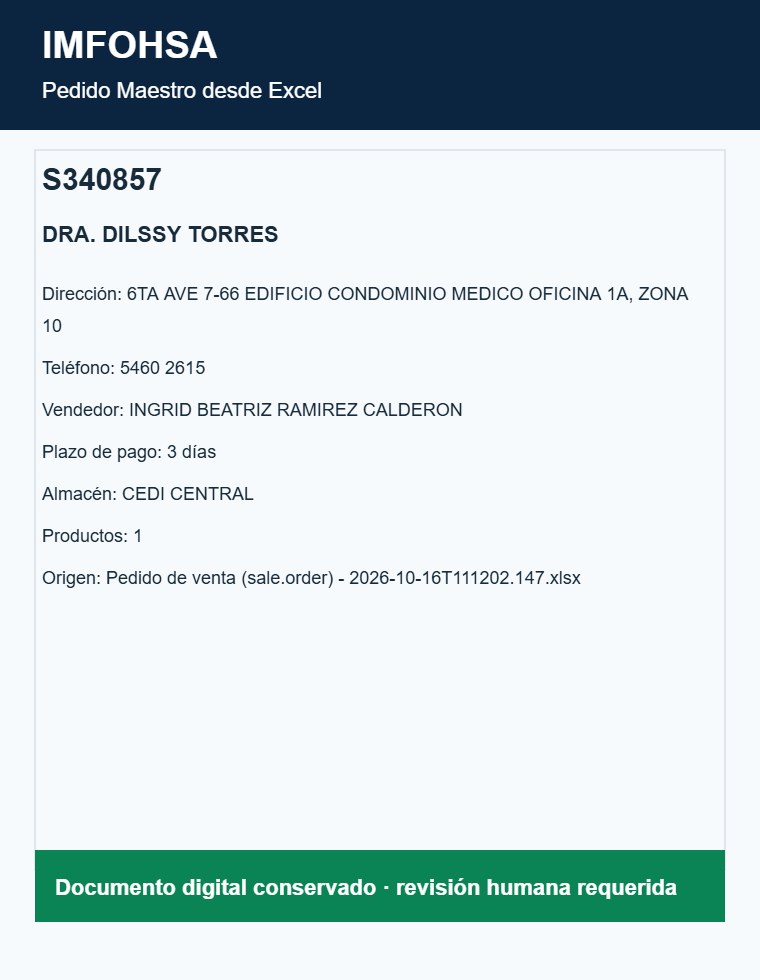 IMFOHSA
Pedido Maestro desde Excel
S340857
DRA. DILSSY TORRES
Dirección: 6TA AVE 7-66 EDIFICIO CONDOMINIO MEDICO OFICINA 1A, ZONA
10
Teléfono: 5460 2615
Vendedor: INGRID BEATRIZ RAMIREZ CALDERON
Plazo de pago: 3 días
Almacén: CEDI CENTRAL
Productos: 1
Origen: Pedido de venta (sale.order) - 2026-10-16T111202.147.xlsx
Documento digital conservado · revisión humana requerida